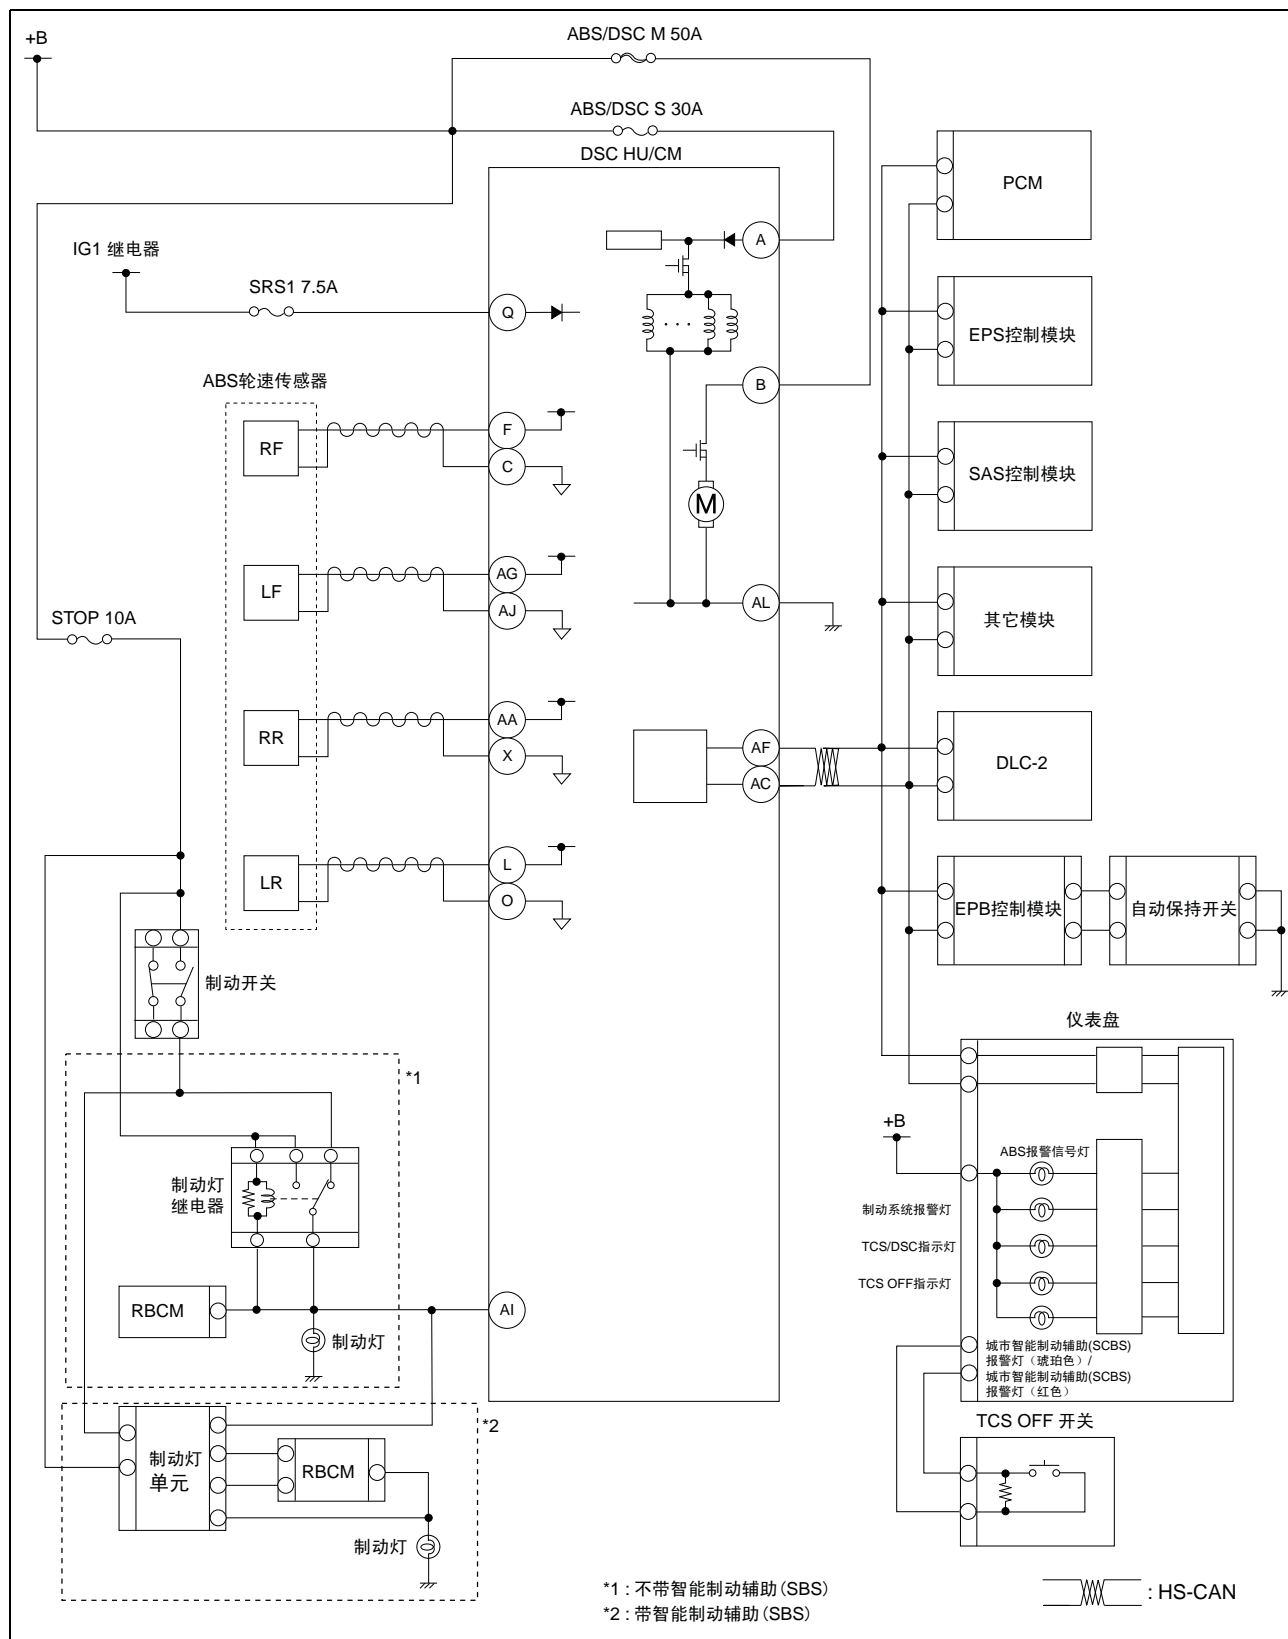 +B
ABS/DSC M 50A
ABS/DSC S 30A
DSC HU/CM
PCM
A
IG1 继电器
SRS1 7.5A
Q
EPS控制模块
ABS轮速传感器
B
RF
F
C
SAS控制模块
M
LF
AG
AJ
AL
STOP 10A
其它模块
RR
AA
X
AF
AC
DLC-2
LR
L
O
EPB控制模块
自动保持开关
制动开关
仪表盘
*1
+B
ABS报警信号灯
制动灯
继电器
制动系统报警灯
TCS/DSC指示灯
TCS OFF指示灯
RBCM
AI
制动灯
城市智能制动辅助(SCBS)
报警灯（琥珀色）/
城市智能制动辅助(SCBS)
报警灯（红色）
*2
TCS OFF 开关
制动灯
单元
RBCM
制动灯
*1 : 不带智能制动辅助(SBS)
*2 : 带智能制动辅助(SBS)
: HS-CAN